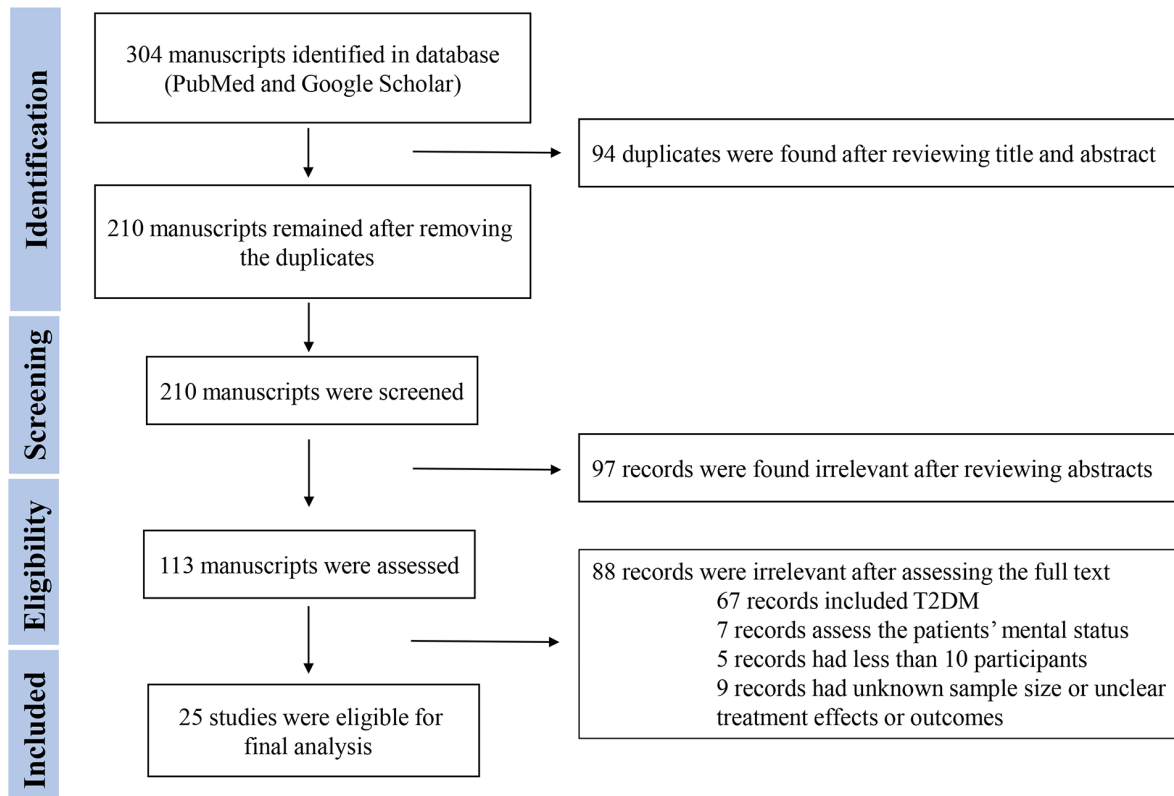 Identification
304 manuscripts identified in database
(PubMed and Google Scholar)
94 duplicates were found after reviewing title and abstract
210 manuscripts remained after removing
the duplicates
Screening
210 manuscripts were screened
97 records were found irrelevant after reviewing abstracts
Eligibility
113 manuscripts were assessed
88 records were irrelevant after assessing the full text
67 records included T2DM
7 records assess the patients’ mental status
5 records had less than 10 participants
9 records had unknown sample size or unclear
treatment effects or outcomes
Included
25 studies were eligible for
final analysis